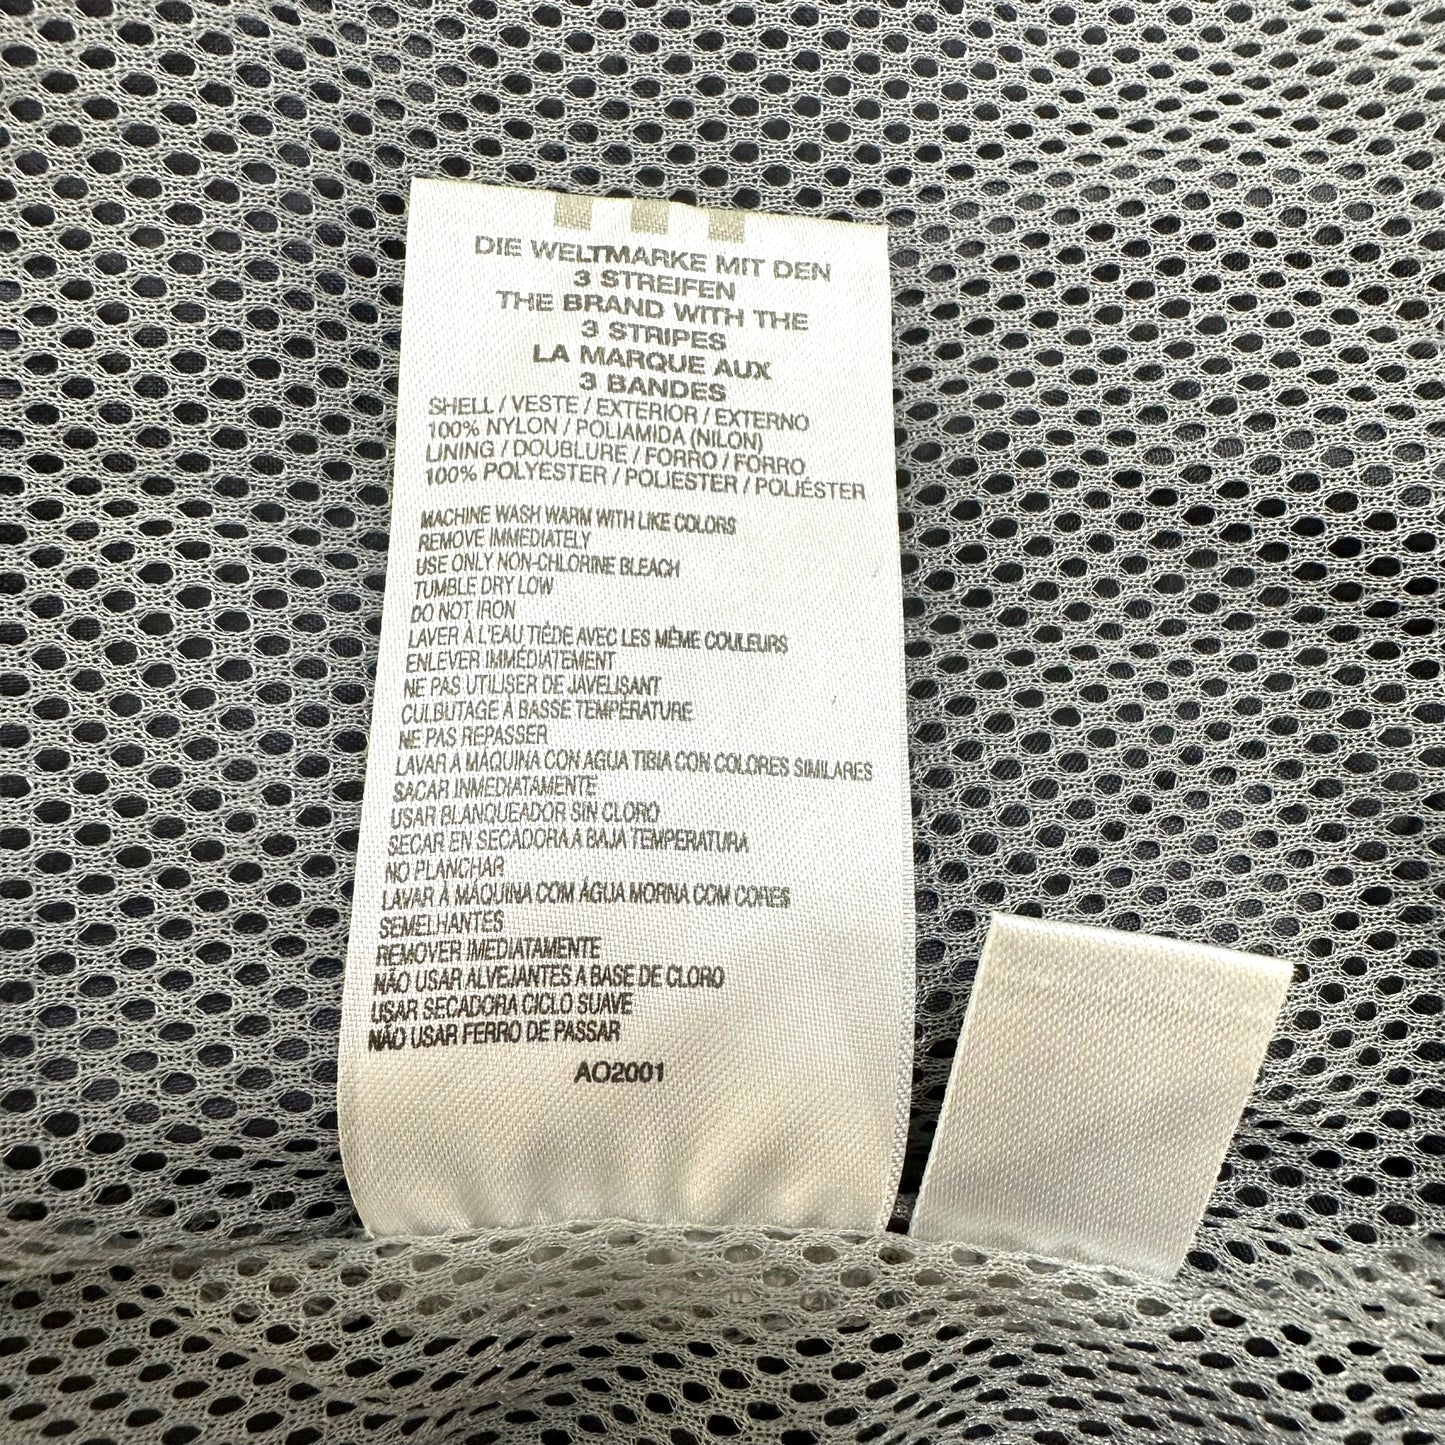 DIE WELTMARKE MIT DEN
3 STREIFEN
THE BRAND WITH THE
3 STRIPES
LA MARQUE AUX
3 BANDES
SHELL / VESTE / EXTERIOR / EXTERNO
100% NYLON / POLIAMIDA (NILON)
LINING / DOUBLURE / FORRO / FORRO
100% POLYESTER / POLIESTER / POLIÉSTER
MACHINE WASH WARM WITH LIKE COLORS
REMOVE IMMEDIATELY
USE ONLY NON-CHLORINE BLEACH
TUMBLE DRY LOW
DO NOT IRON
LAVER À L'EAU TIÈDE AVEC LES MÊME COULEURS
ENLEVER IMMÉDIATEMENT
NE PAS UTILISER DE JAVELISANT
CULBUTAGE À BASSE TEMPÉRATURE
NE PAS REPASSER
LAVAR A MÁQUINA CON AGUA TIBIA CON COLORES SIMILARES
SACAR INMEDIATAMENTE
USAR BLANQUEADOR SIN CLORO
SECAR EN SECADORA A BAJA TEMPERATURA
NO PLANCHAR
LAVAR À MÁQUINA COM ÁGUA MORNA COM CORES
SEMELHANTES
REMOVER IMEDIATAMENTE
NÃO USAR ALVEJANTES A BASE DE CLORO
USAR SECADORA CICLO SUAVE
NÃO USAR FERRO DE PASSAR
AO2001